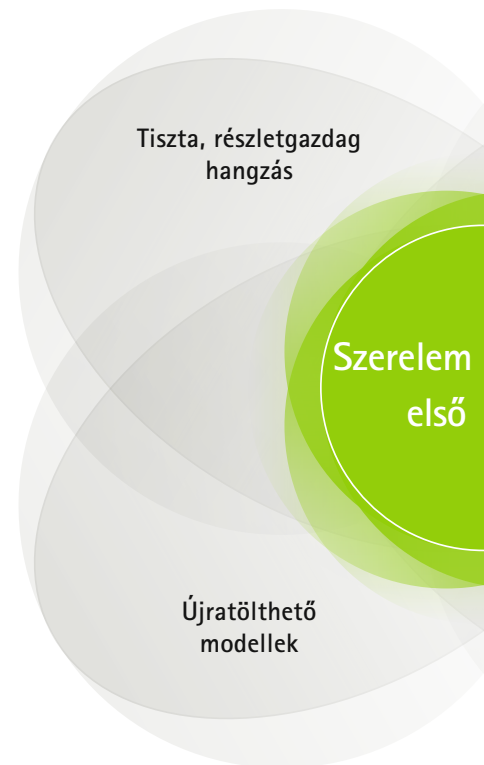 Tiszta, részletgazdag
hangzás
Szerelem
első
Újratölthető
modellek